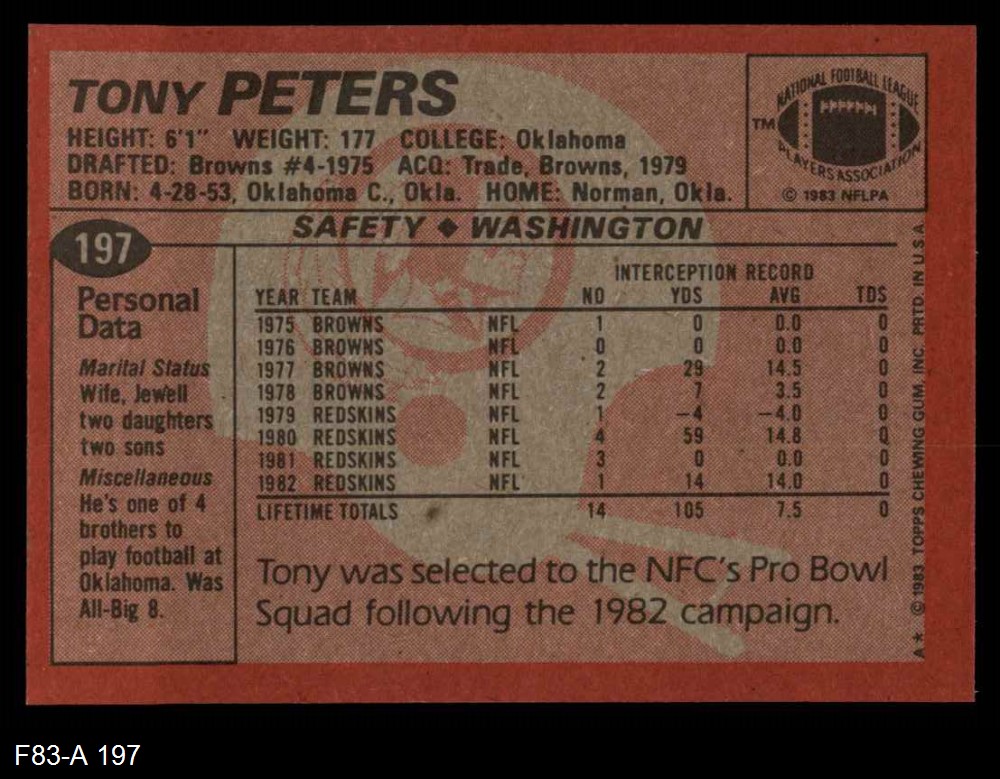 TONY PETERS
HEIGHT: 6'1" WEIGHT: 177 COLLEGE: Oklahoma
DRAFTED: Browns #4-1975 ACQ: Trade, Browns, 1979
BORN: 4-28-53, Oklahoma C., Okla. HOME: Norman, Okla.
NATIONAL FOOTBALL LEAGUE
TM
PLAYERS ASSOCIATION
© 1983 NFLPA
SAFETY ◆ WASHINGTON
197
Personal
Data
Marital Status
Wife, Jewell
two daughters
two sons
Miscellaneous
He's one of 4
brothers to
play football at
Oklahoma. Was
All-Big 8.
INTERCEPTION RECORD
YEAR TEAM NO YDS AVG TDS
1975 BROWNS NFL 1 0 0.0 0
1976 BROWNS NFL 0 0 0.0 0
1977 BROWNS NFL 2 29 14.5 0
1978 BROWNS NFL 2 7 3.5 0
1979 REDSKINS NFL 1 –4 –4.0 0
1980 REDSKINS NFL 4 59 14.8 0
1981 REDSKINS NFL 3 0 0.0 0
1982 REDSKINS NFL 1 14 14.0 0
LIFETIME TOTALS 14 105 7.5 0
Tony was selected to the NFC's Pro Bowl
Squad following the 1982 campaign.
A★ © 1983 TOPPS CHEWING GUM, INC. PRTD. IN U.S.A.
F83-A 197